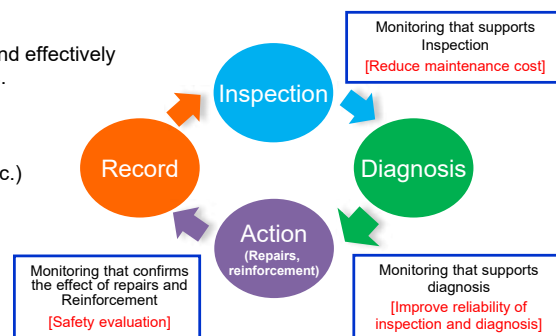 nd effectively
.
c.)
Monitoring that supports
Inspection
[Reduce maintenance cost]
Inspection
Record
Diagnosis
Action
(Repairs,
reinforcement)
Monitoring that confirms
the effect of repairs and
Reinforcement
[Safety evaluation]
Monitoring that supports
diagnosis
[Improve reliability of
inspection and diagnosis]